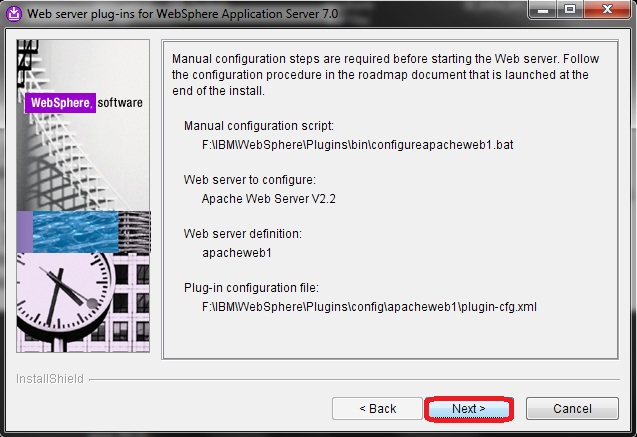 Web server plug-ins for WebSphere Application Server 7.0
WebSphere. software
Manual configuration steps are required before starting the Web server. Follow
the configuration procedure in the roadmap document that is launched at the
end of the install.
Manual configuration script:
F:\IBM\WebSphere\Plugins\bin\configureapacheweb1.bat
Web server to configure:
Apache Web Server V2.2
Web server definition:
apacheweb1
Plug-in configuration file:
F:\IBM\WebSphere\Plugins\config\apacheweb1\plugin-cfg.xml
InstallShield
< Back
Next >
Cancel